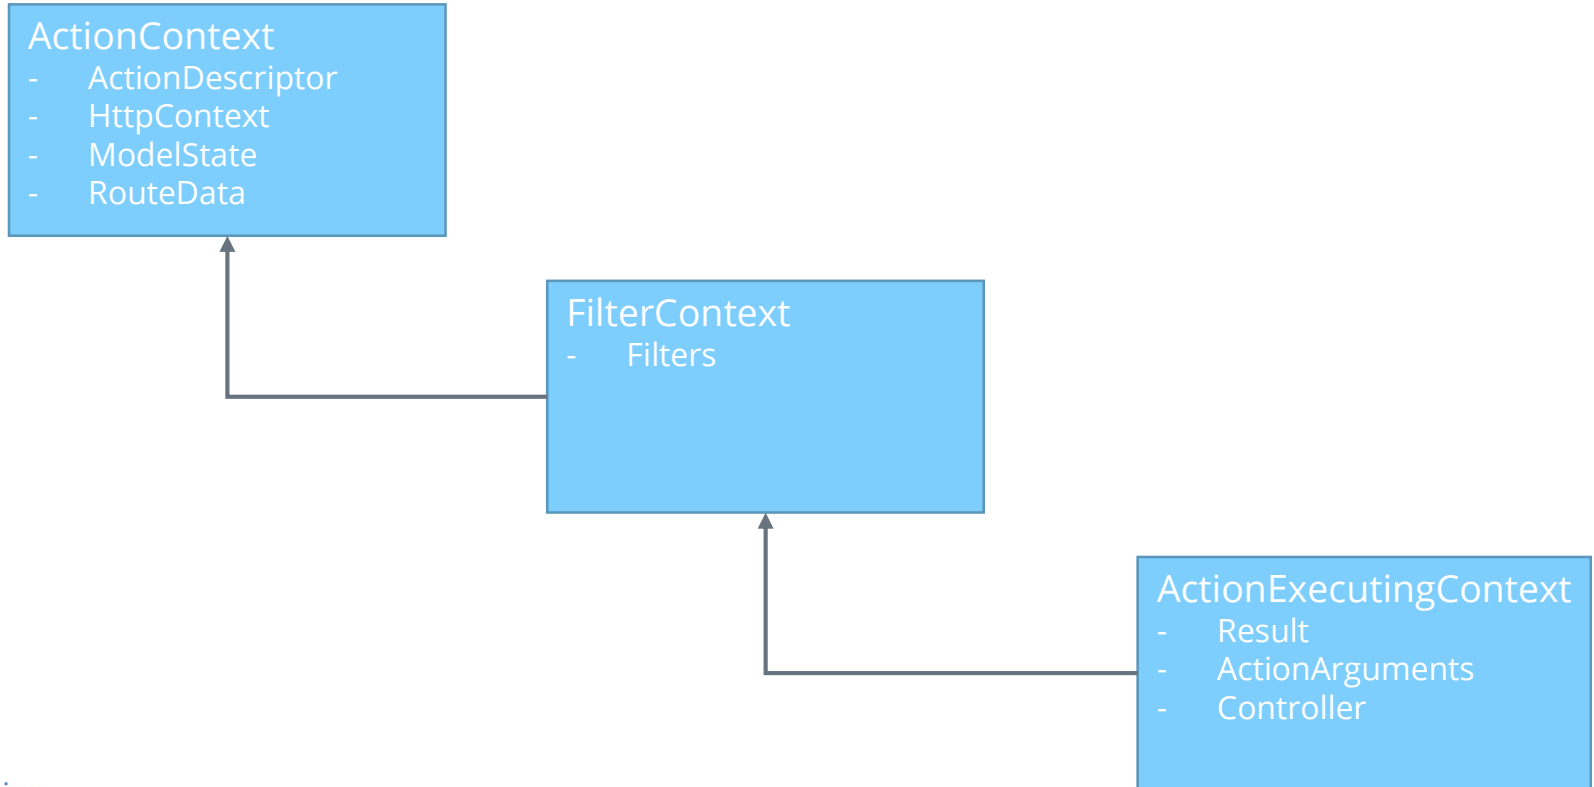 ActionContext
- ActionDescriptor
- HttpContext
- ModelState
- RouteData
FilterContext
- Filters
ActionExecutingContext
- Result
- ActionArguments
- Controller